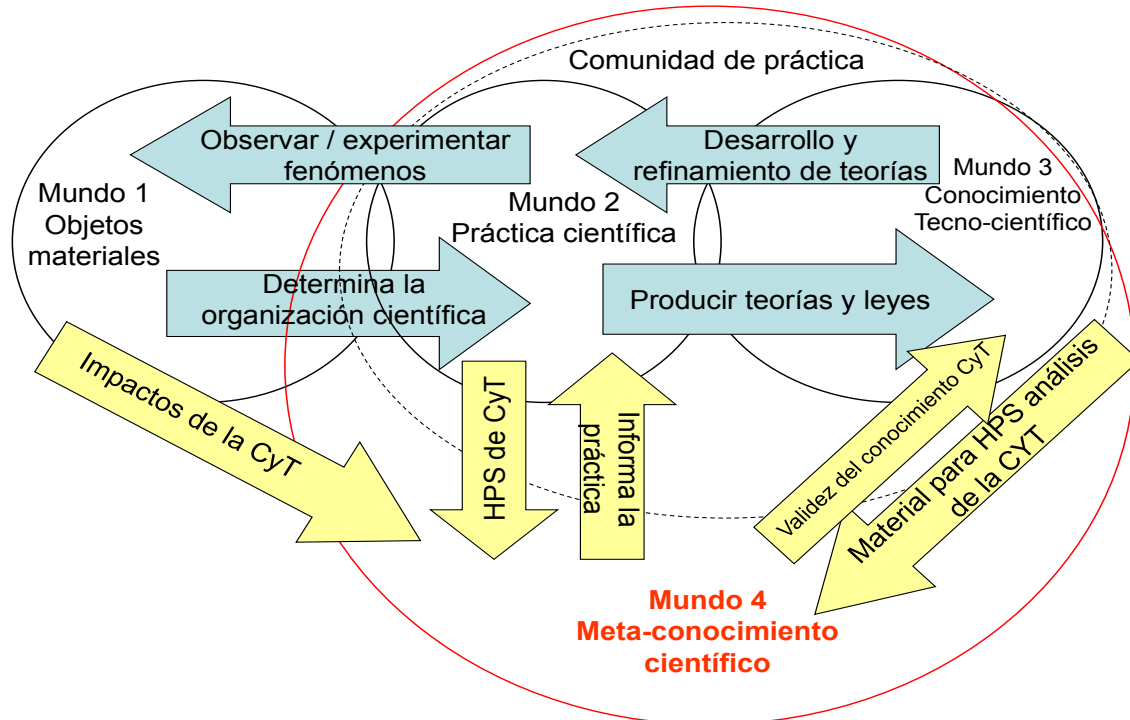 Comunidad de práctica
Observar / experimentar
fenómenos
Desarrollo y
refinamiento de teorías
Mundo 1
Objetos
materiales
Mundo 2
Práctica científica
Mundo 3
Conocimiento
Tecno-científico
Determina la
organización científica
Producir teorías y leyes
Impactos de la CyT
HPS de CyT
Informa la
práctica
Validez del conocimiento CyT
Material para HPS análisis
de la CYT
Mundo 4
Meta-conocimiento
científico